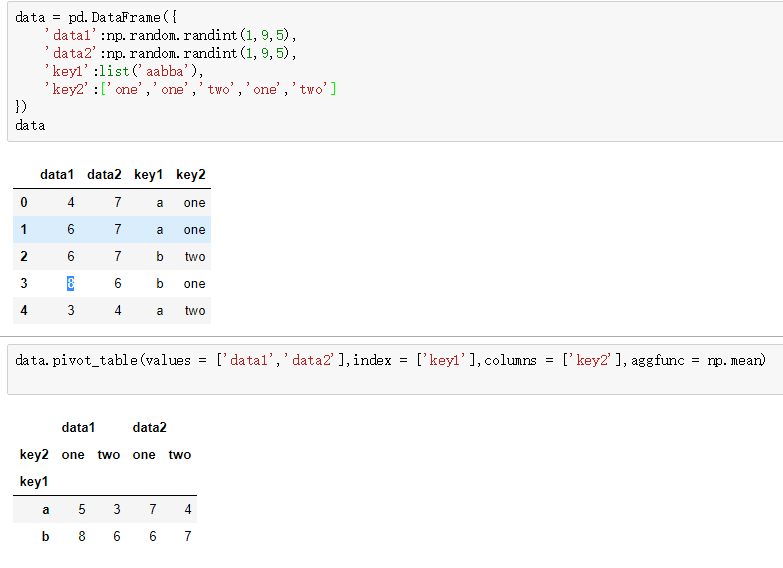 data = pd.DataFrame({
'data1':np.random.randint(1,9,5),
'data2':np.random.randint(1,9,5),
'key1':list('aabba'),
'key2':['one','one','two','one','two']
})
data
data1 data2 key1 key2
0 4 7 a one
1 6 7 a one
2 6 7 b two
3 8 6 b one
4 3 4 a two
data.pivot_table(values = ['data1','data2'],index = ['key1'],columns = ['key2'],aggfunc = np.mean)
data1 data2
key2 one two one two
key1
a 5 3 7 4
b 8 6 6 7